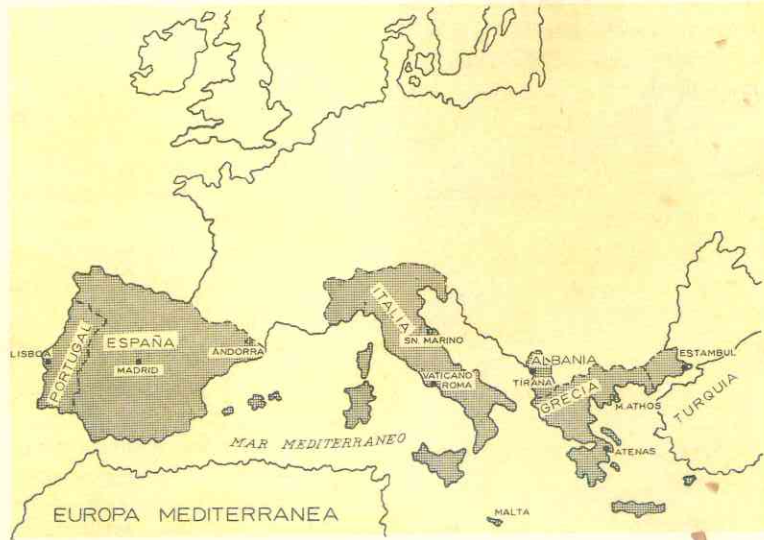 PORTUGAL
LISBOA
ESPAÑA
MADRID
ANDORRA
ITALIA
SN. MARINO
VATICANO
ROMA
MAR MEDITERRANEO
ALBANIA
TIRANA
GRECIA
M.ATHOS
ATENAS
ESTAMBUL
TURQUIA
MALTA
EUROPA MEDITERRANEA